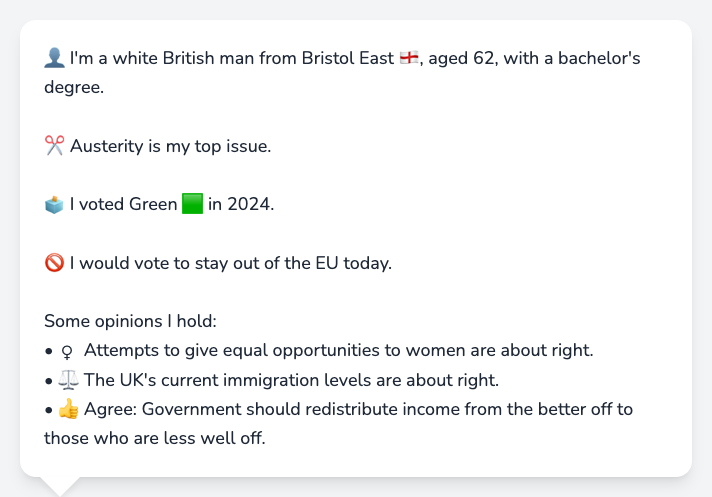 👤 I'm a white British man from Bristol East 🏴󠁧󠁢󠁥󠁮󠁧󠁿, aged 62, with a bachelor's
degree.
✂️ Austerity is my top issue.
🗳️ I voted Green 🟩 in 2024.
🚫 I would vote to stay out of the EU today.
Some opinions I hold:
• ♀️ Attempts to give equal opportunities to women are about right.
• ⚖️ The UK's current immigration levels are about right.
• 👍 Agree: Government should redistribute income from the better off to
those who are less well off.